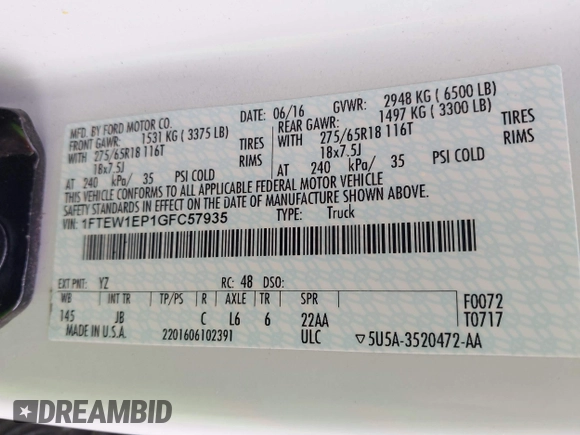 MFD. BY FORD MOTOR CO.
DATE: 06/16 GVWR: 2948 KG ( 6500 LB)
FRONT GAWR: 1531 KG ( 3375 LB) REAR GAWR: 1497 KG ( 3300 LB)
WITH 275/65R18 116T TIRES WITH 275/65R18 116T TIRES
18x7.5J RIMS 18x7.5J RIMS
AT 240 kPa/ 35 PSI COLD AT 240 kPa/ 35 PSI COLD
THIS VEHICLE CONFORMS TO ALL APPLICABLE FEDERAL MOTOR VEHICLE
SAFETY STANDARDS IN EFFECT ON THE DATE OF MANUFACTURE SHOWN ABOVE.
VIN: 1FTEW1EP1GFC57935 TYPE: Truck
EXT PNT: YZ RC: 48 DSO:
WB INT TR TP/PS R AXLE TR SPR F0072
145 JB C L6 6 22AA T0717
MADE IN U.S.A. 2201606102391 ULC ▽5U5A-3520472-AA
DREAMBID